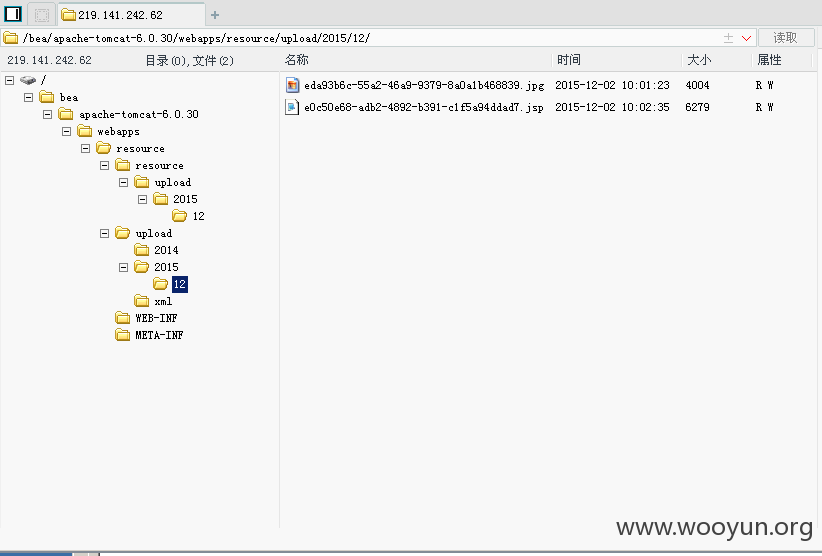 219.141.242.62
/bea/apache-tomcat-6.0.30/webapps/resource/upload/2015/12/
读取
219.141.242.62 目录(0),文件(2)
名称 时间 大小 属性
eda93b6c-55a2-46a9-9379-8a0a1b468839.jpg 2015-12-02 10:01:23 4004 R W
e0c50e68-adb2-4892-b391-c1f5a94ddad7.jsp 2015-12-02 10:02:35 6279 R W
/
bea
apache-tomcat-6.0.30
webapps
resource
resource
upload
2015
12
upload
2014
2015
12
xml
WEB-INF
META-INF
www.wooyun.org